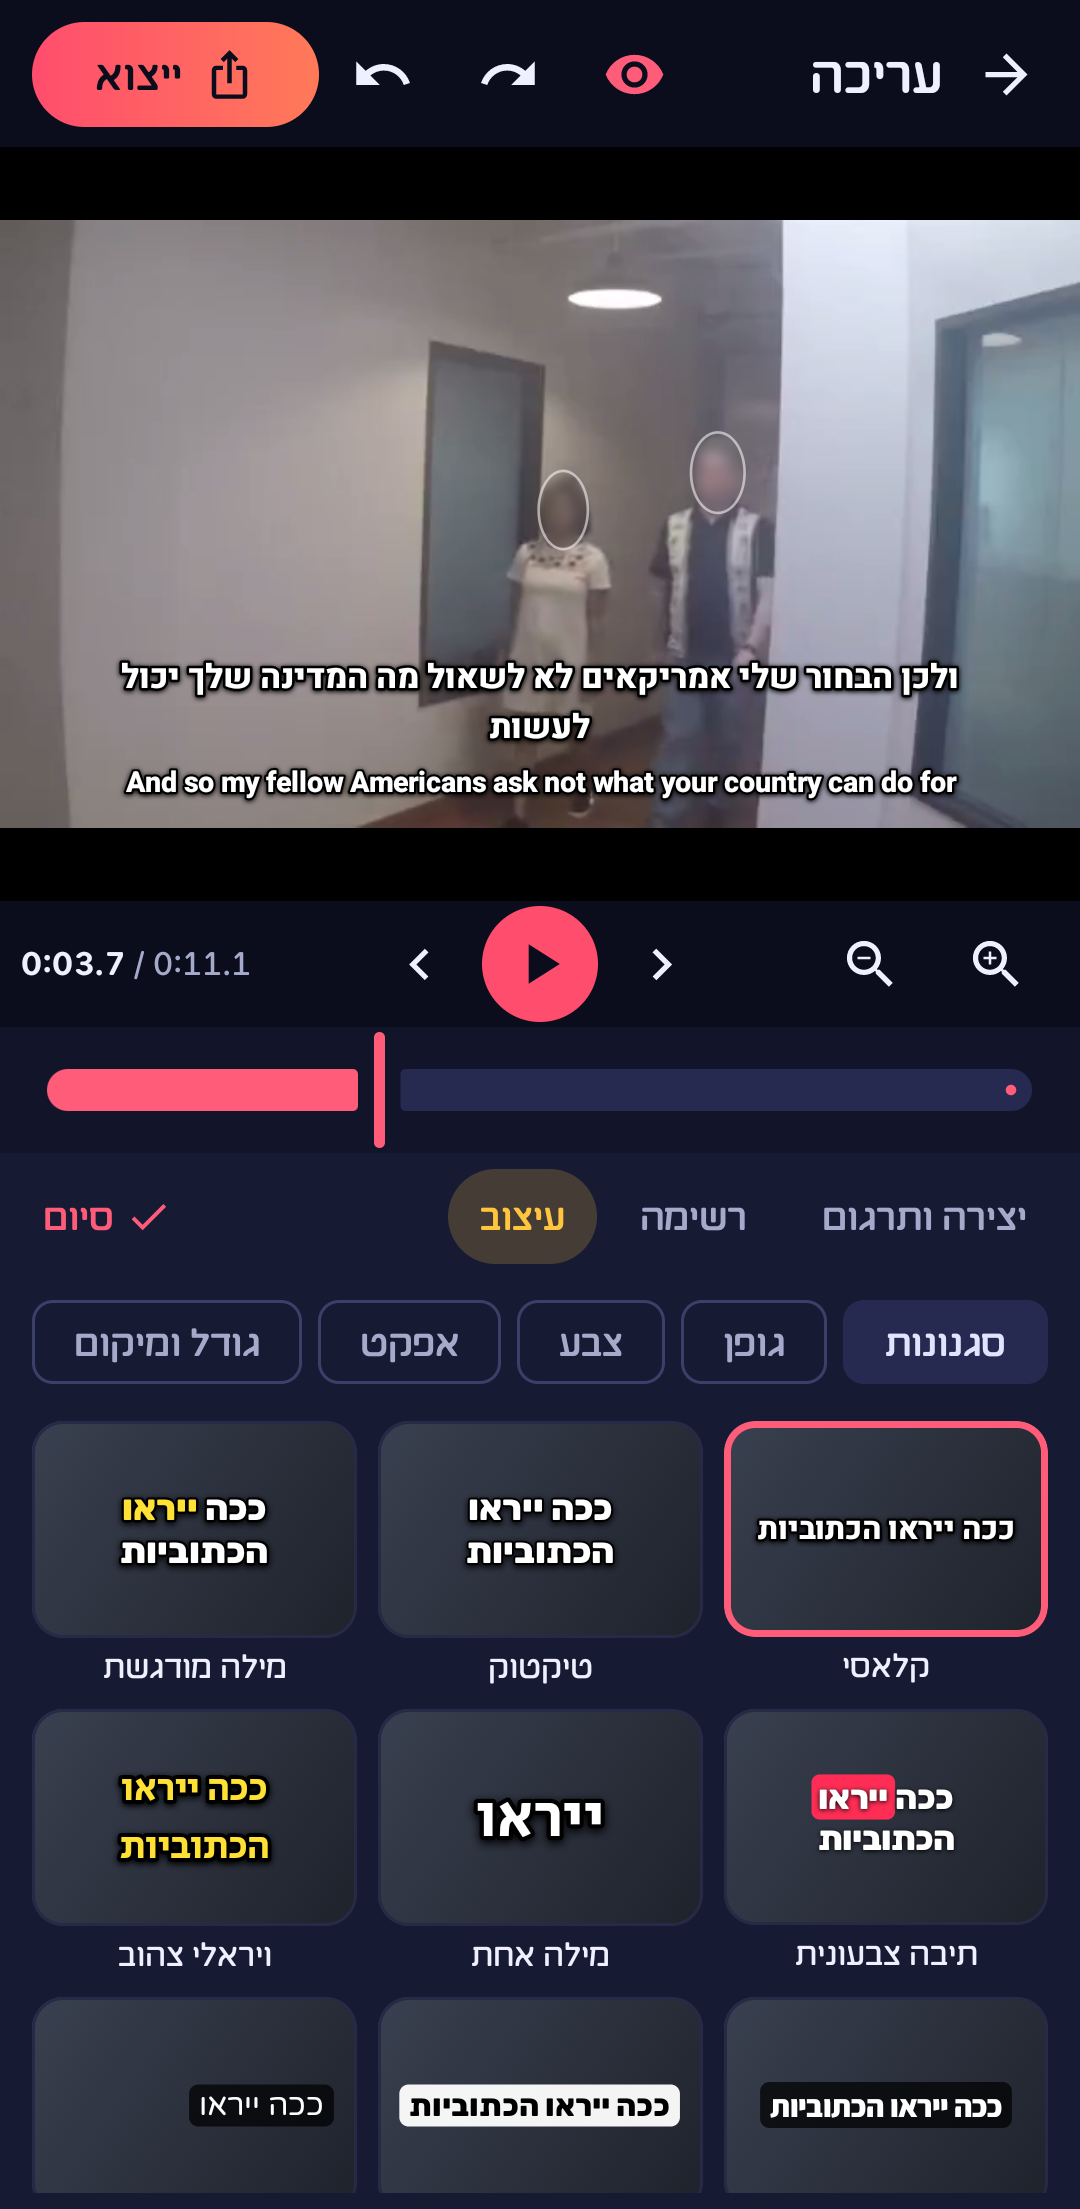 עריכה
ייצוא
ולכן הבחור שלי אמריקאים לא לשאול מה המדינה שלך יכול
לעשות
And so my fellow Americans ask not what your country can do for
0:03.7 / 0:11.1
יצירה ותרגום
רשימה
עיצוב
סיום
סגנונות
גופן
צבע
אפקט
גודל ומיקום
ככה ייראו הכתוביות
קלאסי
ככה ייראו
הכתוביות
טיקטוק
ככה ייראו
הכתוביות
מילה מודגשת
ככה ייראו
הכתוביות
תיבה צבעונית
ייראו
מילה אחת
ככה ייראו
הכתוביות
ויראלי צהוב
ככה ייראו הכתוביות
ככה ייראו הכתוביות
ככה ייראו